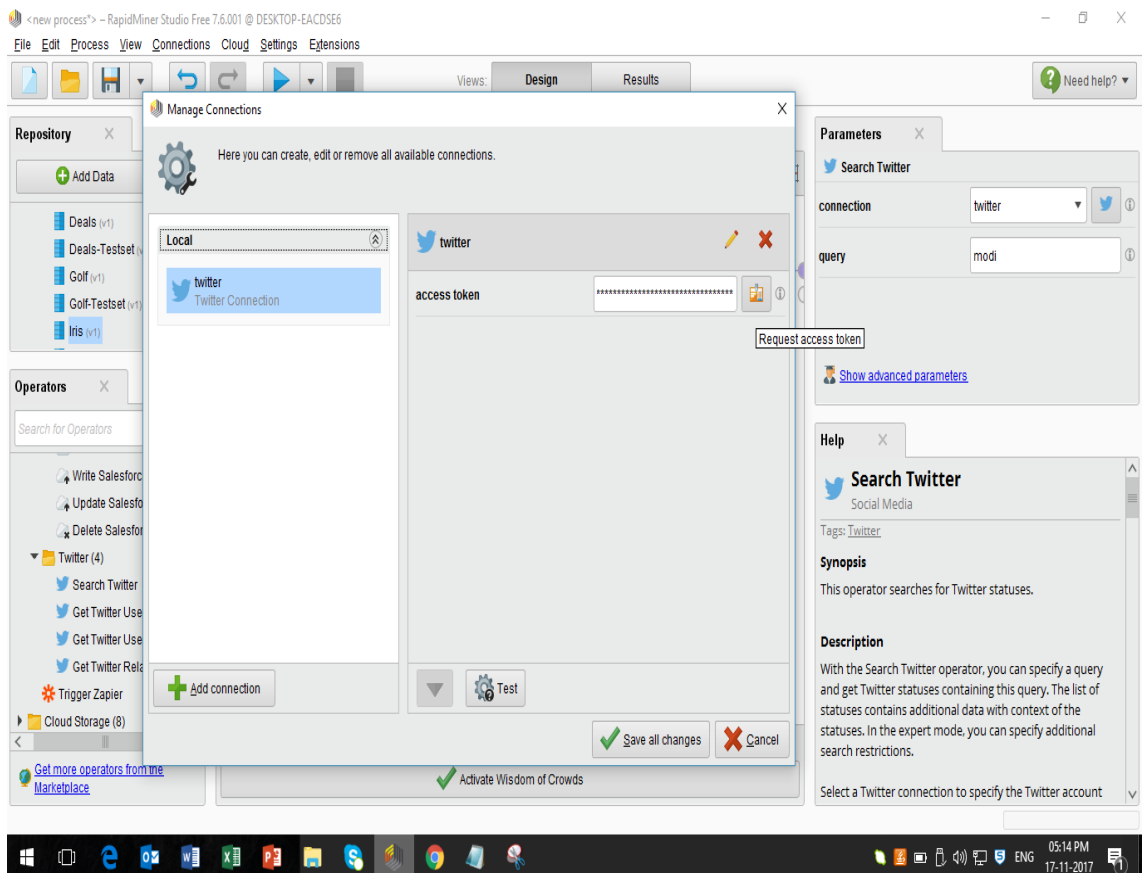 <new process*> – RapidMiner Studio Free 7.6.001 @ DESKTOP-EACDSE6
File Edit Process View Connections Cloud Settings Extensions
Views: Design Results
Need help?
Manage Connections
Here you can create, edit or remove all available connections.
Repository
Add Data
Deals (v1)
Deals-Testset
Golf (v1)
Golf-Testset (v1)
Iris (v1)
Operators
Search for Operators
Write Salesforc
Update Salesfo
Delete Salesfor
Twitter (4)
Search Twitter
Get Twitter Use
Get Twitter Use
Get Twitter Rela
Trigger Zapier
Cloud Storage (8)
Get more operators from the
Marketplace
Local
twitter
Twitter Connection
Add connection
twitter
access token
**********************************
Request access token
Test
Save all changes
Cancel
Activate Wisdom of Crowds
Parameters
Search Twitter
connection
twitter
query
modi
Show advanced parameters
Help
Search Twitter
Social Media
Tags: Twitter
Synopsis
This operator searches for Twitter statuses.
Description
With the Search Twitter operator, you can specify a query
and get Twitter statuses containing this query. The list of
statuses contains additional data with context of the
statuses. In the expert mode, you can specify additional
search restrictions.
Select a Twitter connection to specify the Twitter account
ENG
05:14 PM
17-11-2017